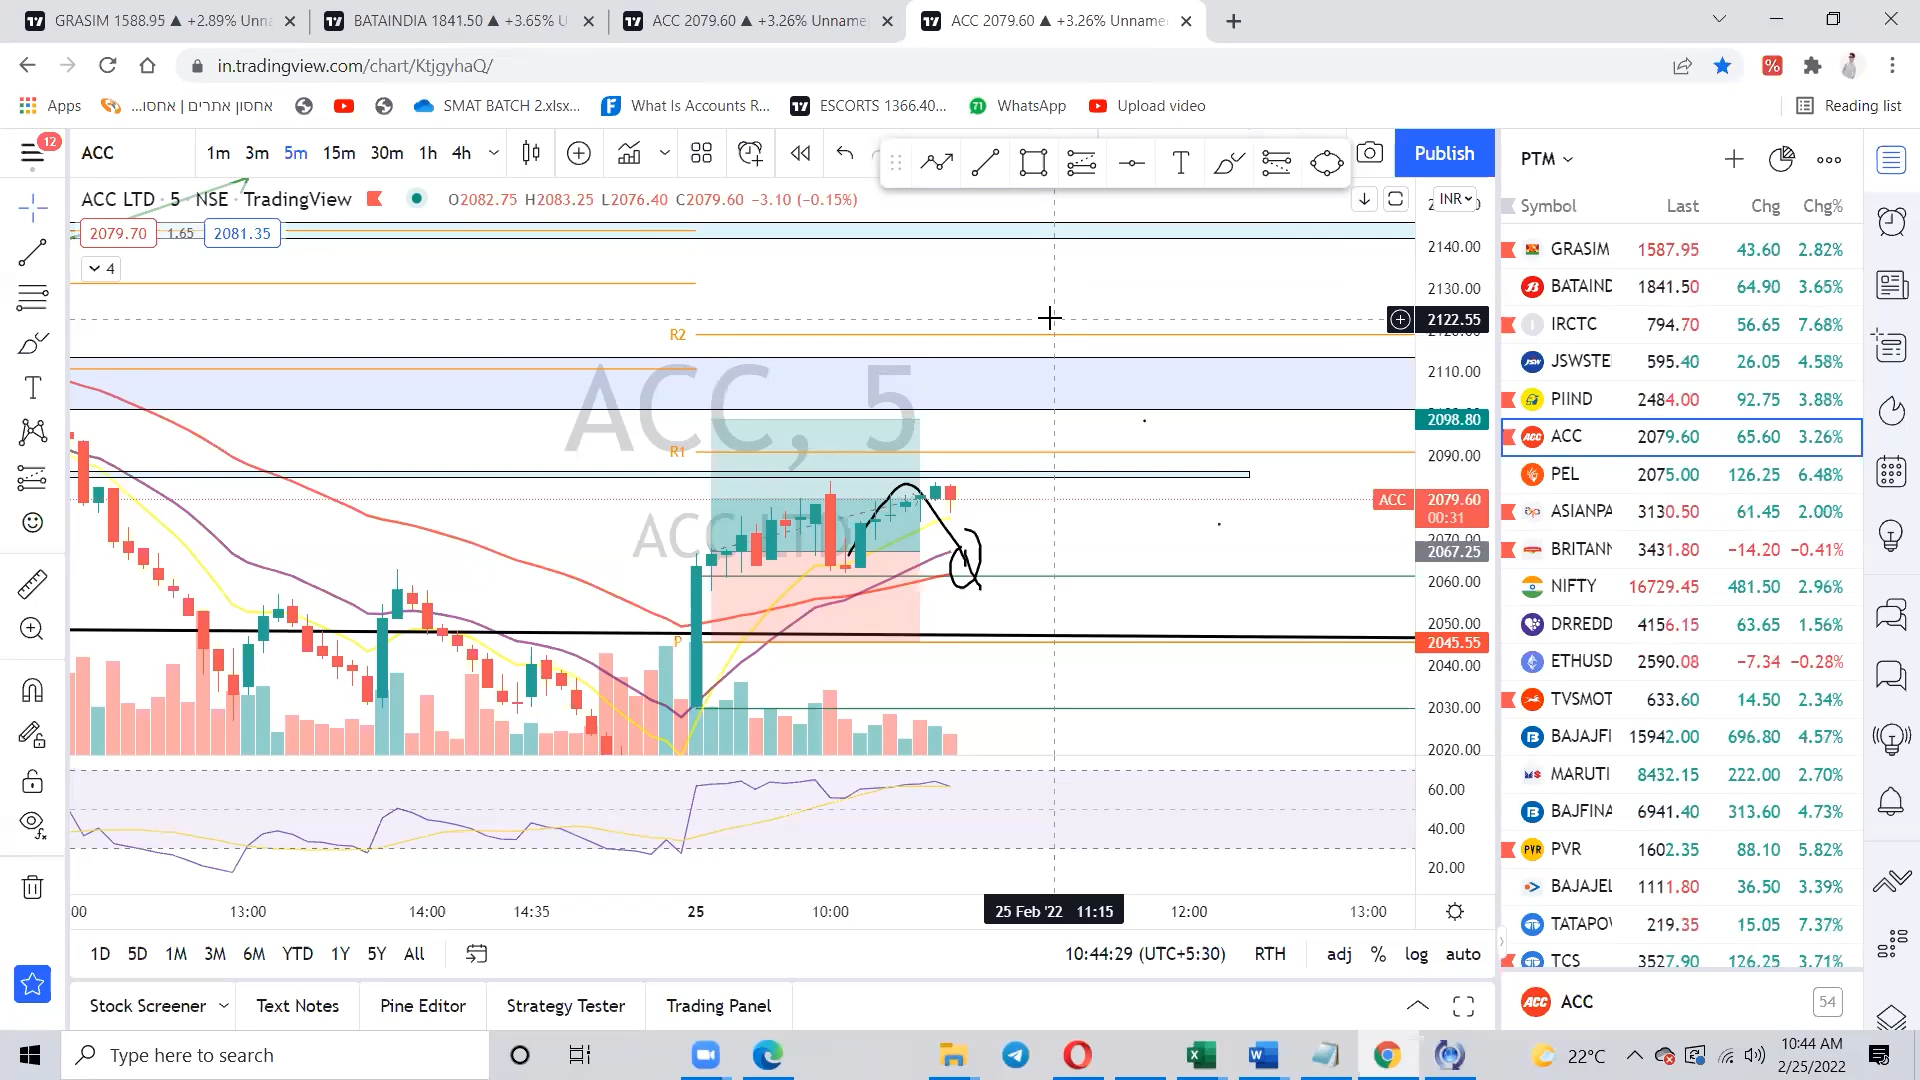 GRASIM 1588.95 ▲ +2.89% Unna
BATAINDIA 1841.50 ▲ +3.65% U
ACC 2079.60 ▲ +3.26% Unname
ACC 2079.60 ▲ +3.26% Unname
in.tradingview.com/chart/KtjgyhaQ/
Apps
אחסון אתרים | אחסו...
SMAT BATCH 2.xlsx...
What Is Accounts R...
ESCORTS 1366.40...
WhatsApp
Upload video
Reading list
12
ACC
1m 3m 5m 15m 30m 1h 4h
Publish
PTM
ACC LTD · 5 · NSE · TradingView
O2082.75 H2083.25 L2076.40 C2079.60 −3.10 (−0.15%)
INR
Symbol Last Chg Chg%
2079.70 1.65 2081.35
4
2140.00
2130.00
2122.55
2110.00
2098.80
2090.00
ACC 2079.60
00:31
2067.25
2060.00
2050.00
2045.55
2040.00
2030.00
2020.00
60.00
40.00
20.00
R2
R1
P
ACC, 5
ACC LTD
GRASIM 1587.95 43.60 2.82%
BATAIND 1841.50 64.90 3.65%
IRCTC 794.70 56.65 7.68%
JSWSTE 595.40 26.05 4.58%
PIIND 2484.00 92.75 3.88%
ACC 2079.60 65.60 3.26%
PEL 2075.00 126.25 6.48%
ASIANPA 3130.50 61.45 2.00%
BRITANN 3431.80 −14.20 −0.41%
NIFTY 16729.45 481.50 2.96%
DRREDD 4156.15 63.65 1.56%
ETHUSD 2590.08 −7.34 −0.28%
TVSMOT 633.60 14.50 2.34%
BAJAJFI 15942.00 696.80 4.57%
MARUTI 8432.15 222.00 2.70%
BAJFINA 6941.40 313.60 4.73%
PVR 1602.35 88.10 5.82%
BAJAJEL 1111.80 36.50 3.39%
TATAPOV 219.35 15.05 7.37%
TCS 3527.90 126.25 3.71%
:00 13:00 14:00 14:35 25 10:00 25 Feb '22 11:15 12:00 13:00
1D 5D 1M 3M 6M YTD 1Y 5Y All
10:44:29 (UTC+5:30) RTH adj % log auto
Stock Screener Text Notes Pine Editor Strategy Tester Trading Panel
ACC 54
Type here to search
22°C
10:44 AM
2/25/2022